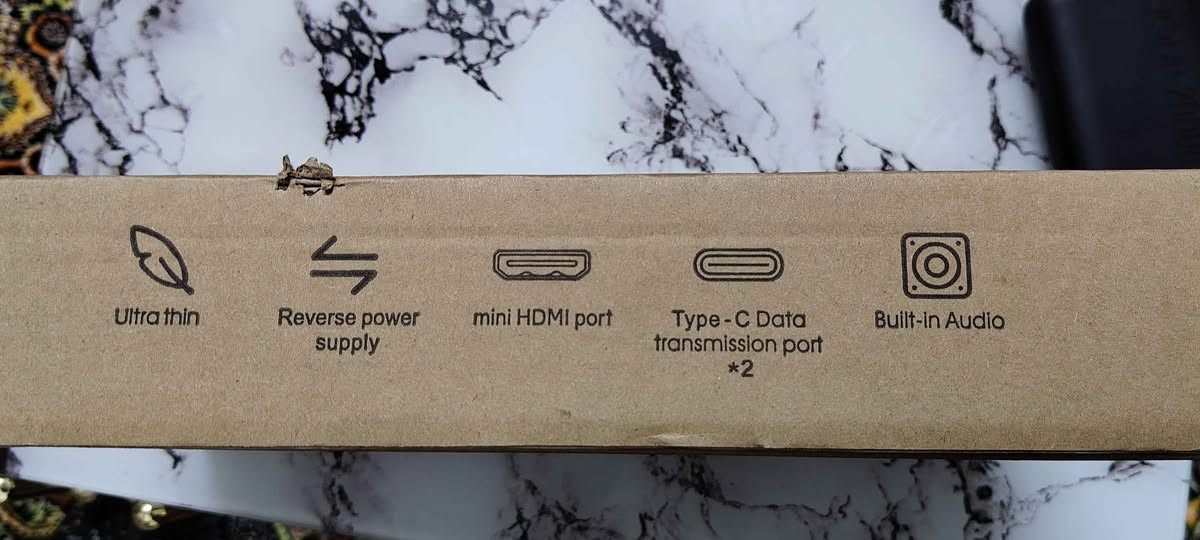 Ultra thin
Reverse power
supply
mini HDMI port
Type-C Data
transmission port
*2
Built-in Audio